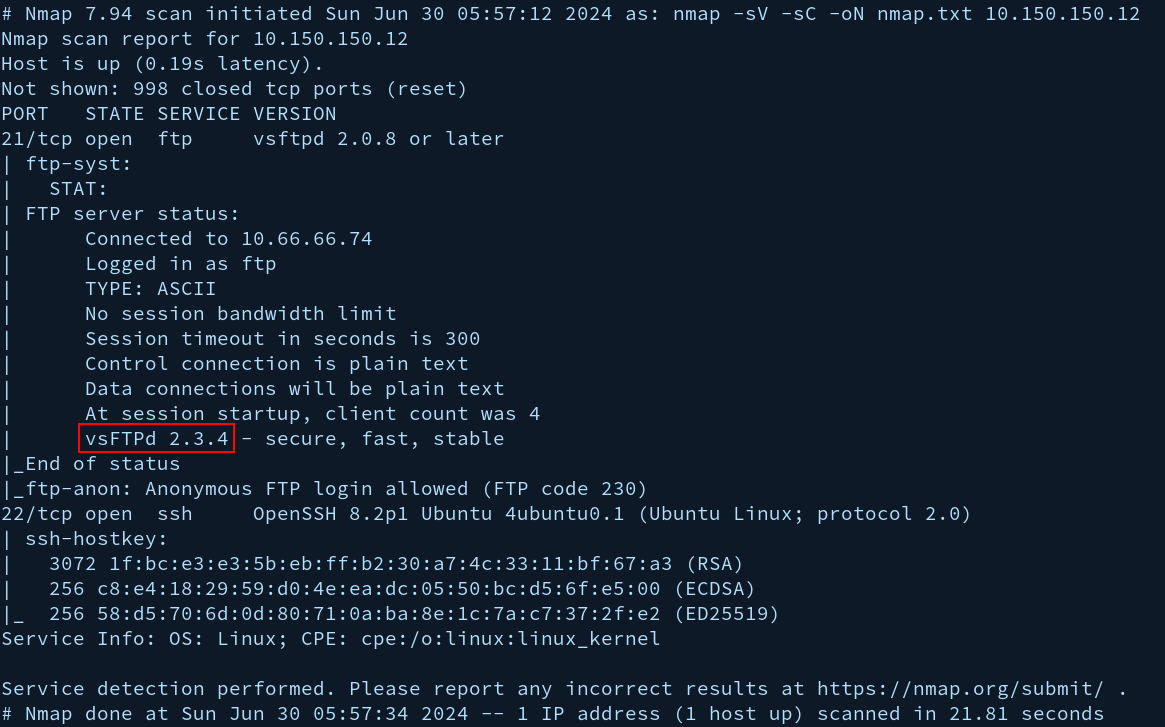 # Nmap 7.94 scan initiated Sun Jun 30 05:57:12 2024 as: nmap -sV -sC -oN nmap.txt 10.150.150.12
Nmap scan report for 10.150.150.12
Host is up (0.19s latency).
Not shown: 998 closed tcp ports (reset)
PORT   STATE SERVICE VERSION
21/tcp open  ftp     vsftpd 2.0.8 or later
| ftp-syst:
|   STAT:
| FTP server status:
|      Connected to 10.66.66.74
|      Logged in as ftp
|      TYPE: ASCII
|      No session bandwidth limit
|      Session timeout in seconds is 300
|      Control connection is plain text
|      Data connections will be plain text
|      At session startup, client count was 4
|      vsFTPd 2.3.4 - secure, fast, stable
|_End of status
|_ftp-anon: Anonymous FTP login allowed (FTP code 230)
22/tcp open  ssh     OpenSSH 8.2p1 Ubuntu 4ubuntu0.1 (Ubuntu Linux; protocol 2.0)
| ssh-hostkey:
|   3072 1f:bc:e3:e3:5b:eb:ff:b2:30:a7:4c:33:11:bf:67:a3 (RSA)
|   256 c8:e4:18:29:59:d0:4e:ea:dc:05:50:bc:d5:6f:e5:00 (ECDSA)
|_  256 58:d5:70:6d:0d:80:71:0a:ba:8e:1c:7a:c7:37:2f:e2 (ED25519)
Service Info: OS: Linux; CPE: cpe:/o:linux:linux_kernel

Service detection performed. Please report any incorrect results at https://nmap.org/submit/ .
# Nmap done at Sun Jun 30 05:57:34 2024 -- 1 IP address (1 host up) scanned in 21.81 seconds